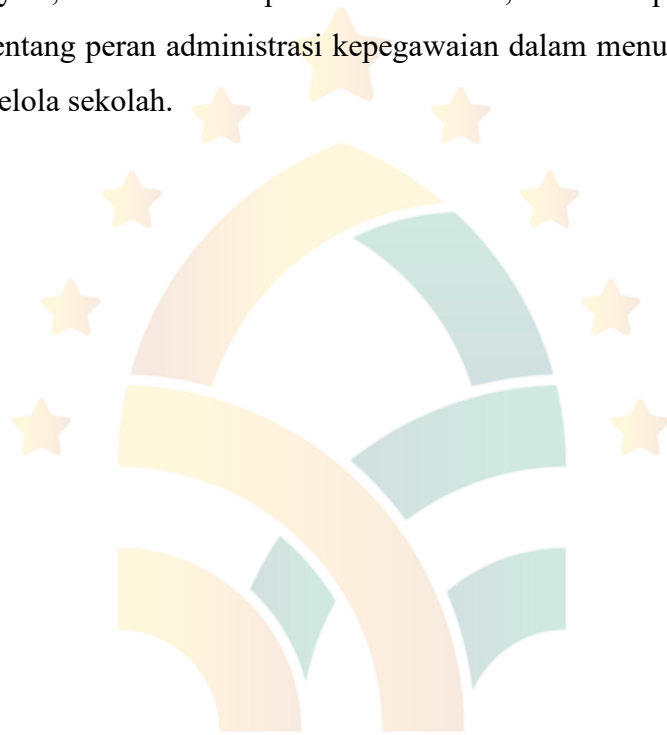 entang peran administrasi kepegawaian dalam menu
elola sekolah.